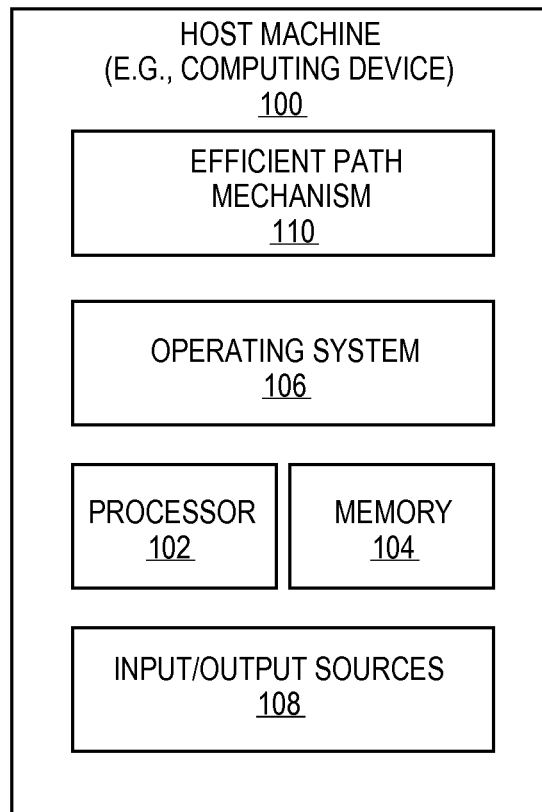 HOST MACHINE
(E.G., COMPUTING DEVICE)
100
EFFICIENT PATH
MECHANISM
110
OPERATING SYSTEM
106
PROCESSOR
102
MEMORY
104
INPUT/OUTPUT SOURCES
108